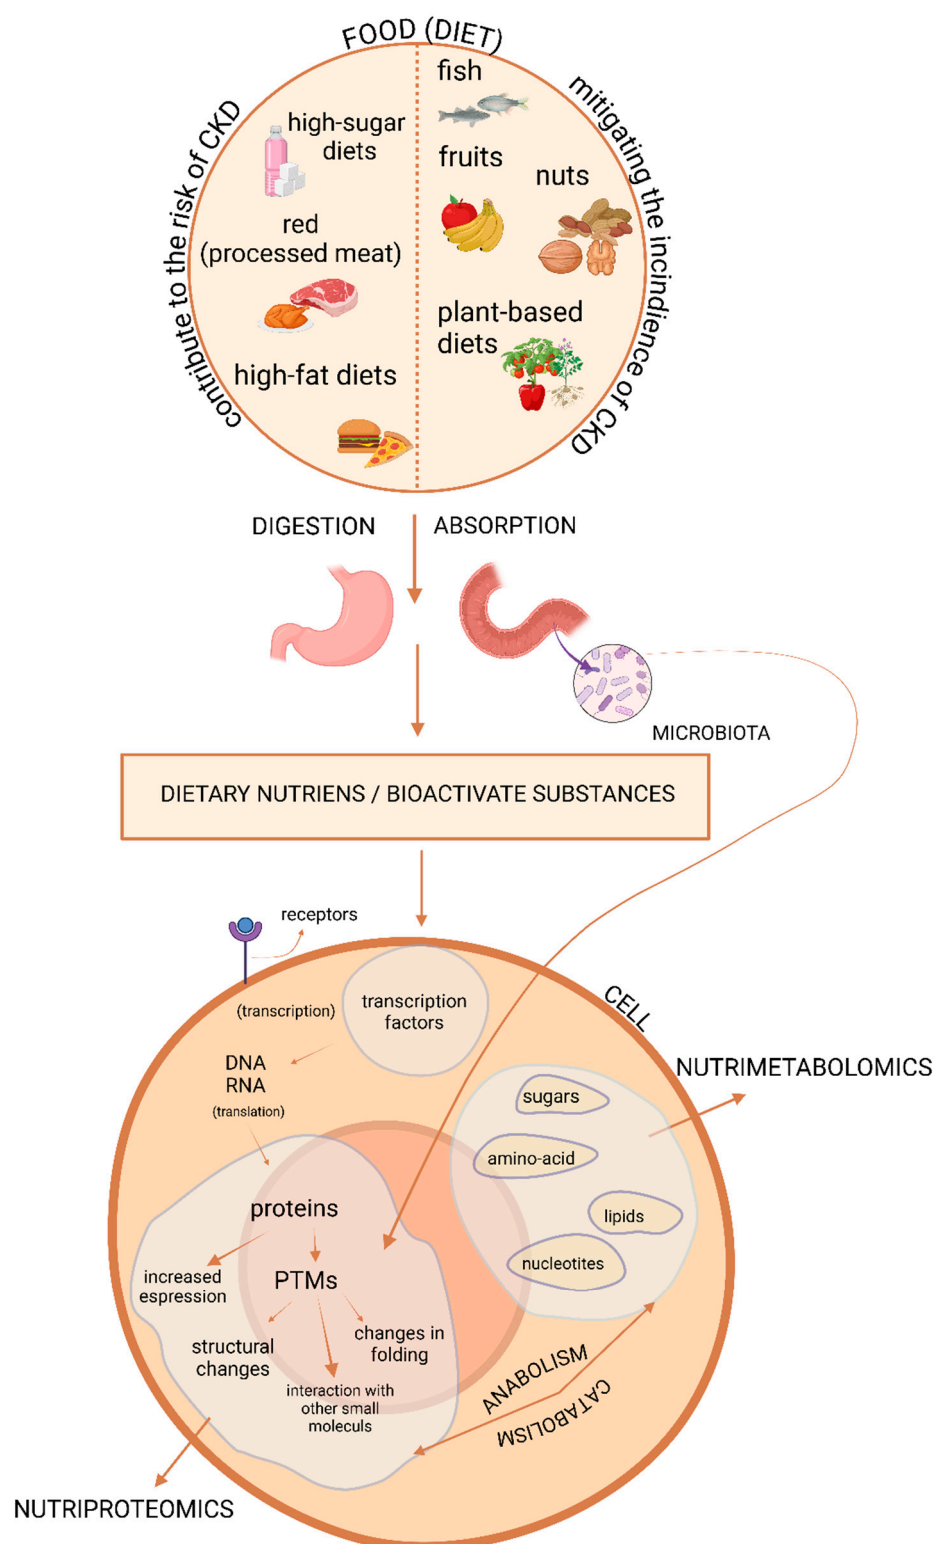 FOOD (DIET)
contribute to the risk of CKD
mitigating the incindience of CKD
high-sugar
diets
red
(processed meat)
high-fat diets
fish
fruits
nuts
plant-based
diets
DIGESTION
ABSORPTION
MICROBIOTA
DIETARY NUTRIENS / BIOACTIVATE SUBSTANCES
receptors
CELL
transcription
factors
(transcription)
DNA
RNA
(translation)
proteins
increased
expression
PTMs
structural
changes
changes in
folding
interaction with
other small
moleculs
NUTRIMETABOLOMICS
sugars
amino-acid
lipids
nucleotites
ANABOLISM
CATABOLISM
NUTRIPROTEOMICS